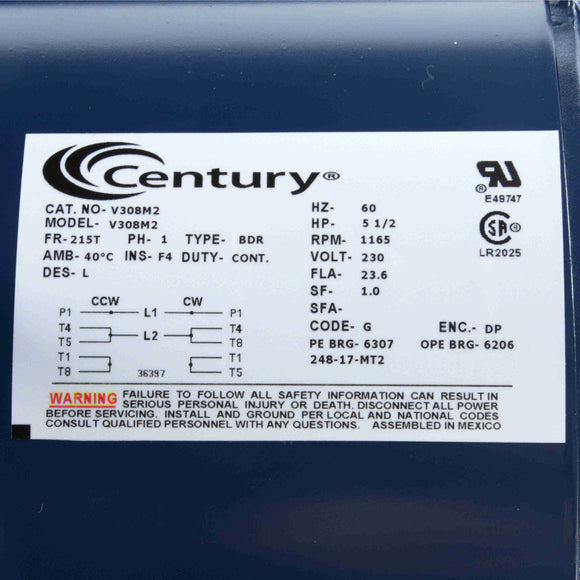 Century®
E49747
SA®
LR2025
CAT. NO- V308M2
MODEL- V308M2
FR-215T PH- 1 TYPE- BDR
AMB- 40°C INS- F4 DUTY- CONT.
DES- L
HZ- 60
HP- 5 1/2
RPM- 1165
VOLT- 230
FLA- 23.6
SF- 1.0
SFA-
CODE- G ENC.- DP
PE BRG- 6307 OPE BRG- 6206
248-17-MT2
CCW CW
P1 L1 P1
T4 L2 T4
T5 T8
T1 T1
T8 36397 T5
WARNING FAILURE TO FOLLOW ALL SAFETY INFORMATION CAN RESULT IN
SERIOUS PERSONAL INJURY OR DEATH. DISCONNECT ALL POWER
BEFORE SERVICING. INSTALL AND GROUND PER LOCAL AND NATIONAL CODES
CONSULT QUALIFIED PERSONNEL WITH ANY QUESTIONS. ASSEMBLED IN MEXICO